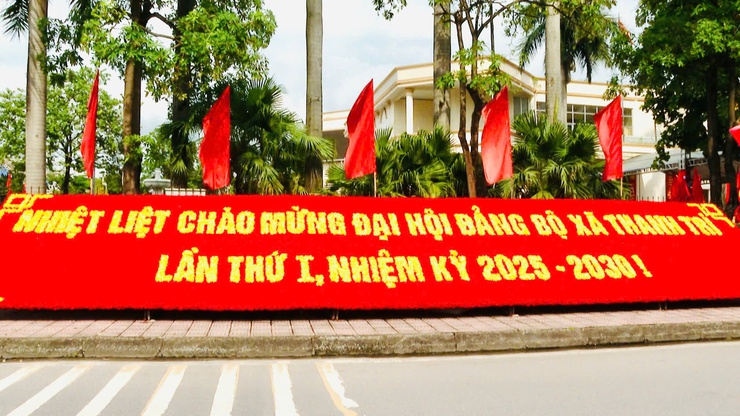 NHIỆT LIỆT CHÀO MỪNG ĐẠI HỘI ĐẢNG BỘ XÃ THANH TRÌ
LẦN THỨ I, NHIỆM KỲ 2025 - 2030 !